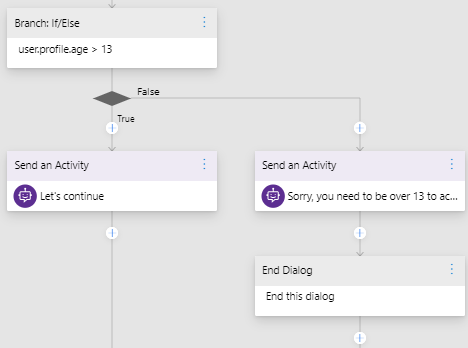 Branch: If/Else
user.profile.age > 13
False
True
Send an Activity
Let's continue
Send an Activity
Sorry, you need to be over 13 to ac...
End Dialog
End this dialog